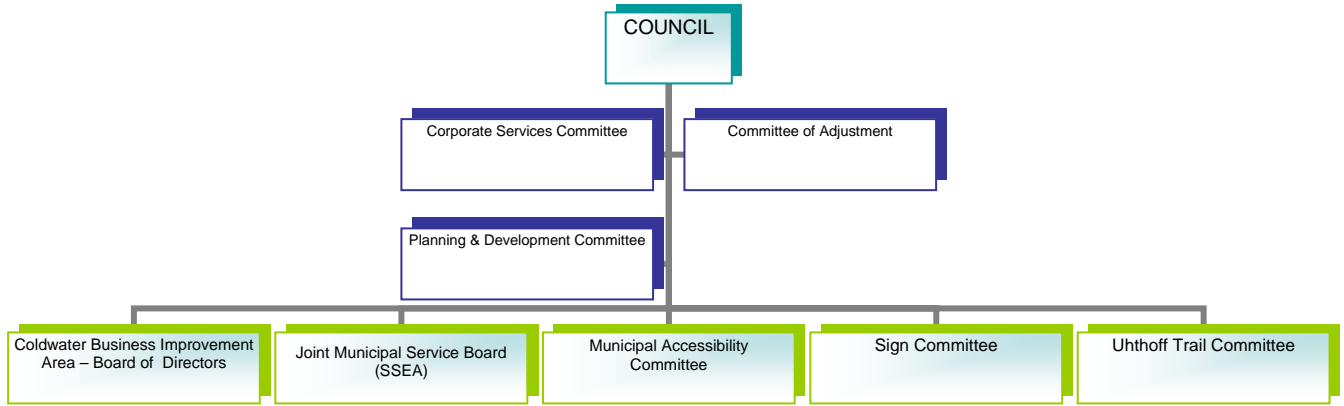 COUNCIL
Corporate Services Committee
Committee of Adjustment
Planning & Development Committee
Coldwater Business Improvement
Area – Board of Directors
Joint Municipal Service Board
(SSEA)
Municipal Accessibility
Committee
Sign Committee
Uhthoff Trail Committee